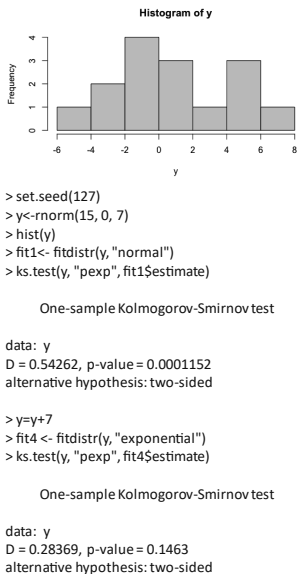 Histogram of y
Frequency
0 1 2 3 4
-6 -4 -2 0 2 4 6 8
y
> set.seed(127)
> y<-rnorm(15, 0, 7)
> hist(y)
> fit1<- fitdistr(y, "normal")
> ks.test(y, "pexp", fit1$estimate)
One-sample Kolmogorov-Smirnov test
data: y
D = 0.54262, p-value = 0.0001152
alternative hypothesis: two-sided
> y=y+7
> fit4 <- fitdistr(y, "exponential")
> ks.test(y, "pexp", fit4$estimate)
One-sample Kolmogorov-Smirnov test
data: y
D = 0.28369, p-value = 0.1463
alternative hypothesis: two-sided